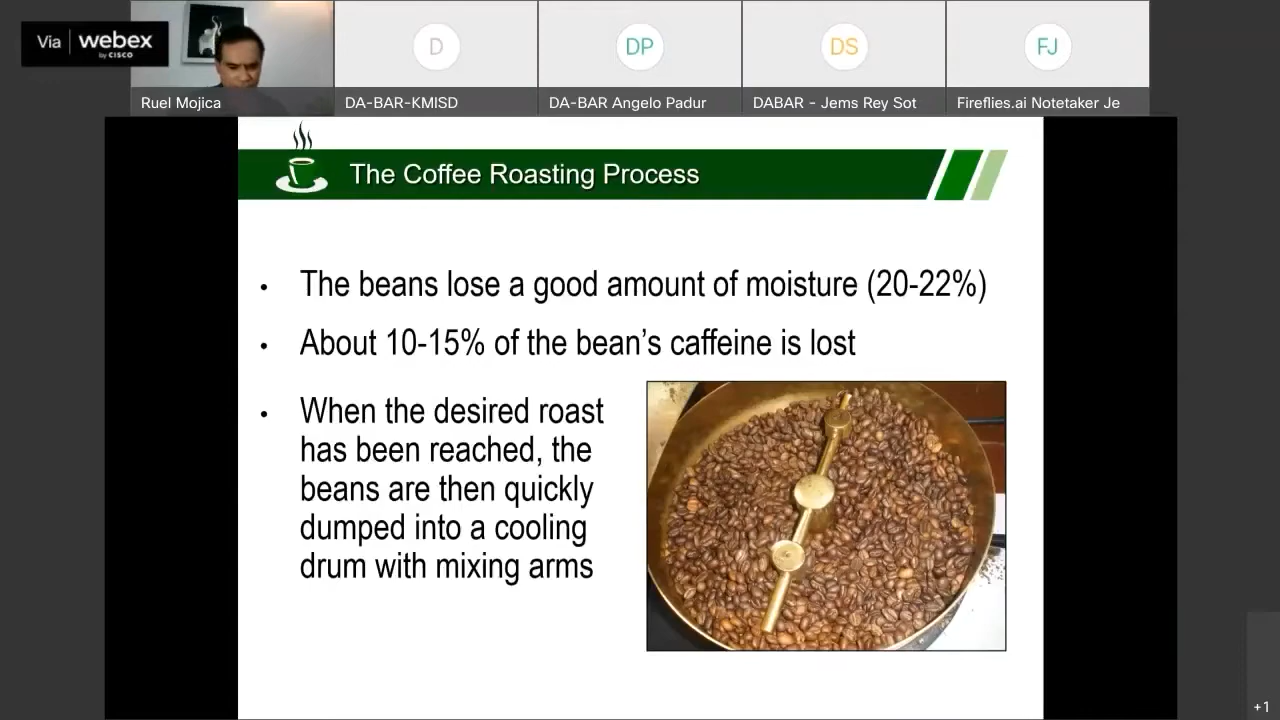 Via webex
by CISCO
D
DP
DS
FJ
Ruel Mojica
DA-BAR-KMISD
DA-BAR Angelo Padur
DABAR - Jems Rey Sot
Fireflies.ai Notetaker Je
The Coffee Roasting Process
• The beans lose a good amount of moisture (20-22%)
• About 10-15% of the bean’s caffeine is lost
• When the desired roast
has been reached, the
beans are then quickly
dumped into a cooling
drum with mixing arms
+1